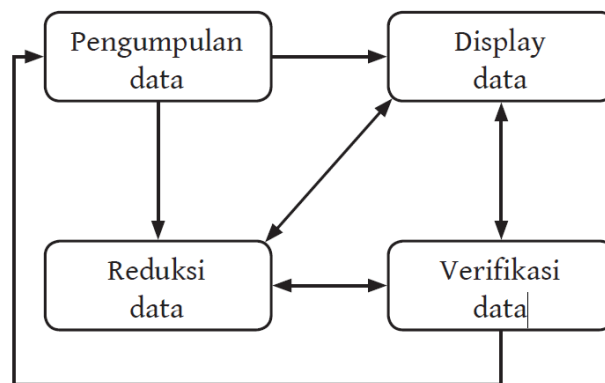 Pengumpulan
data
Display
data
Reduksi
data
Verifikasi
data